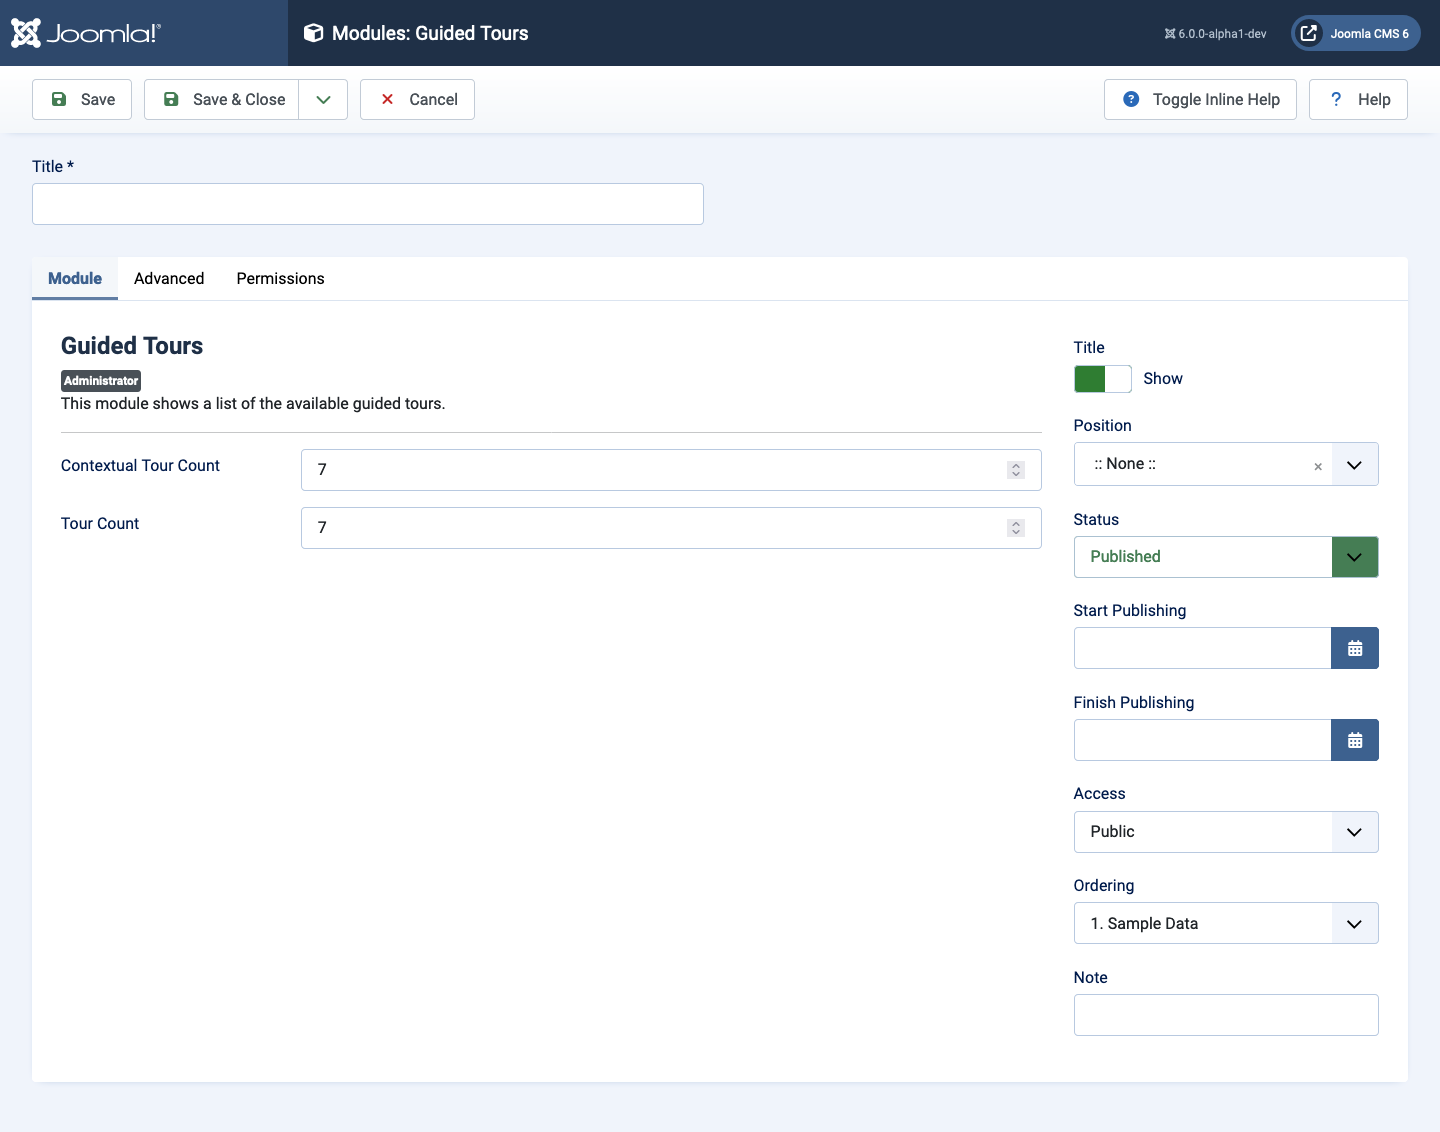 Joomla!®
Modules: Guided Tours
6.0.0-alpha1-dev
Joomla CMS 6
Save
Save & Close
Cancel
Toggle Inline Help
Help
Title *
Module
Advanced
Permissions
Guided Tours
Administrator
This module shows a list of the available guided tours.
Contextual Tour Count
7
Tour Count
7
Title
Show
Position
:: None ::
Status
Published
Start Publishing
Finish Publishing
Access
Public
Ordering
1. Sample Data
Note